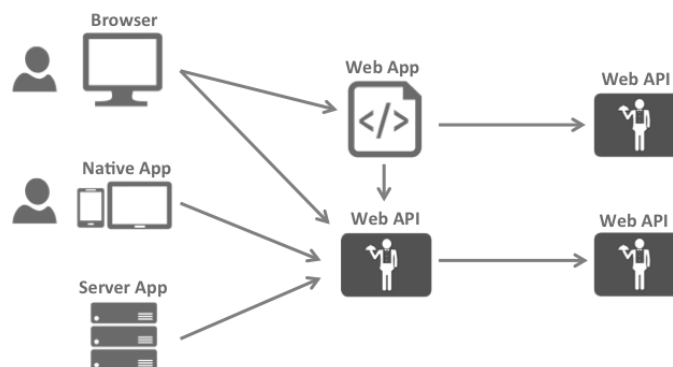 Browser
Web App
Web API
Native App
</>
Web API
Web API
Server App